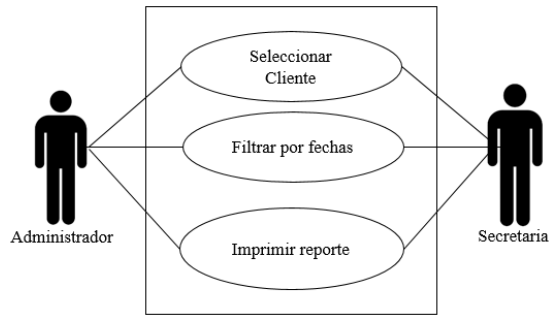 Seleccionar
Cliente
Filtrar por fechas
Administrador
Secretaria
Imprimir reporte